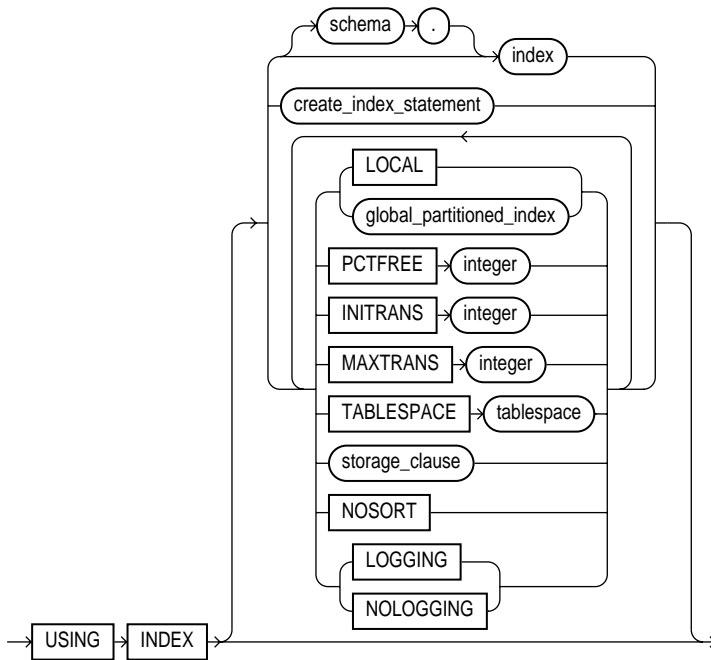 schema .
index
create_index_statement
LOCAL
global_partitioned_index
PCTFREE integer
INITRANS integer
MAXTRANS integer
TABLESPACE tablespace
storage_clause
NOSORT
LOGGING
NOLOGGING
USING INDEX